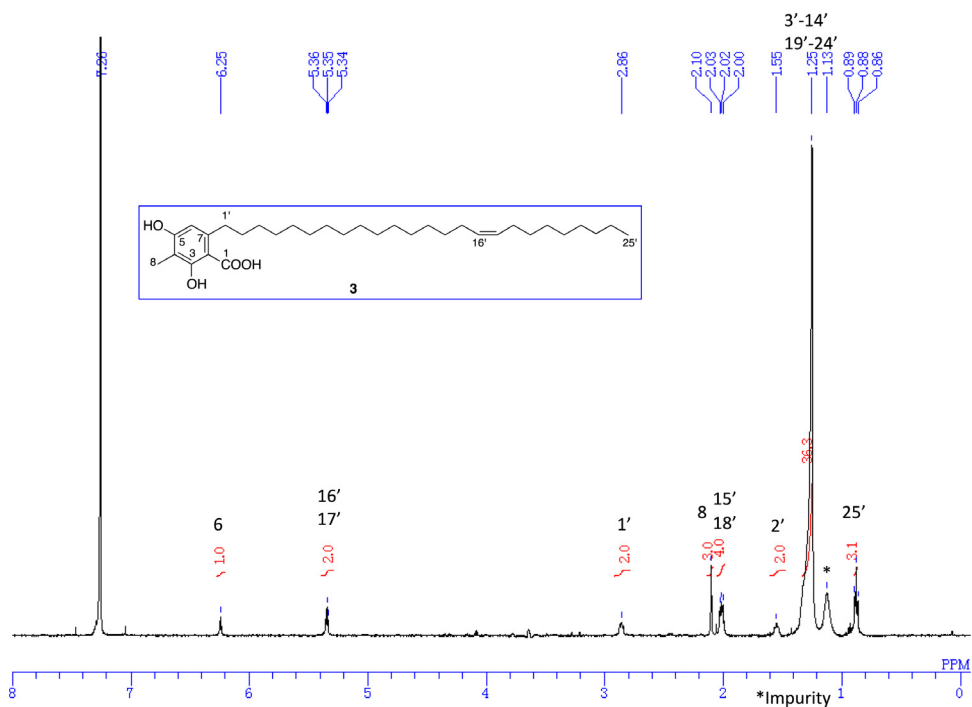 3’-14’
19’-24’
7.26 6.25 5.36 5.35 5.34 2.86 2.10 2.03 2.02 2.00 1.55 1.25 1.13 0.89 0.88 0.86
1'
HO
5 7 16' 25'
8 3 1
COOH
OH
3
36.3
16’ 15’
6 17’ 1’ 8 18’ 2’ 25’
1.0 2.0 2.0 3.0 4.0 2.0 * 3.1
PPM
8 7 6 5 4 3 2 1 0
*Impurity